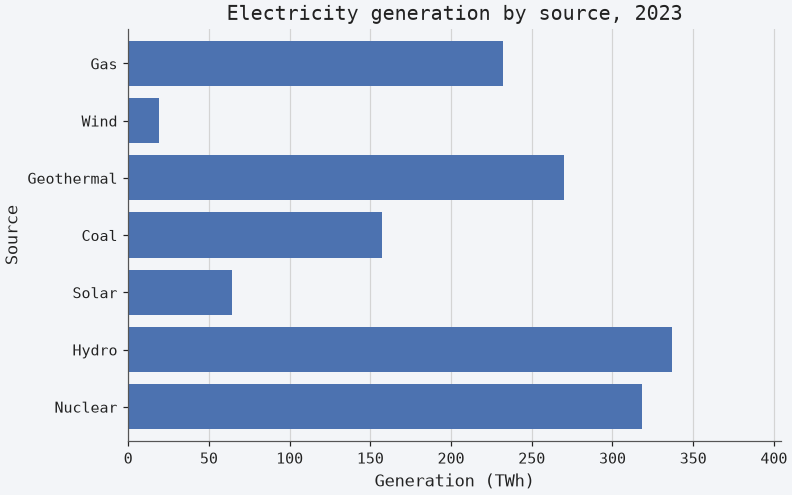 Electricity generation by source, 2023
Source
Gas
Wind
Geothermal
Coal
Solar
Hydro
Nuclear
0 50 100 150 200 250 300 350 400
Generation (TWh)